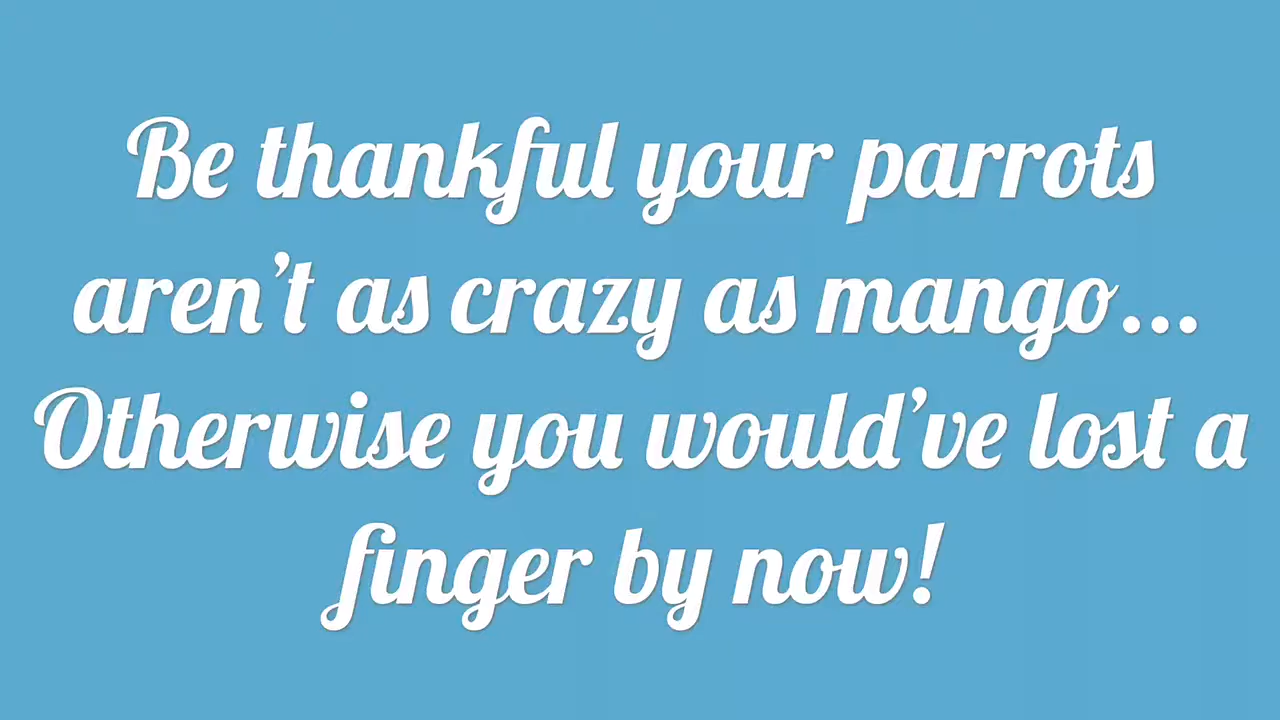 Be thankful your parrots
aren't as crazy as mango...
Otherwise you would've lost a
finger by now!